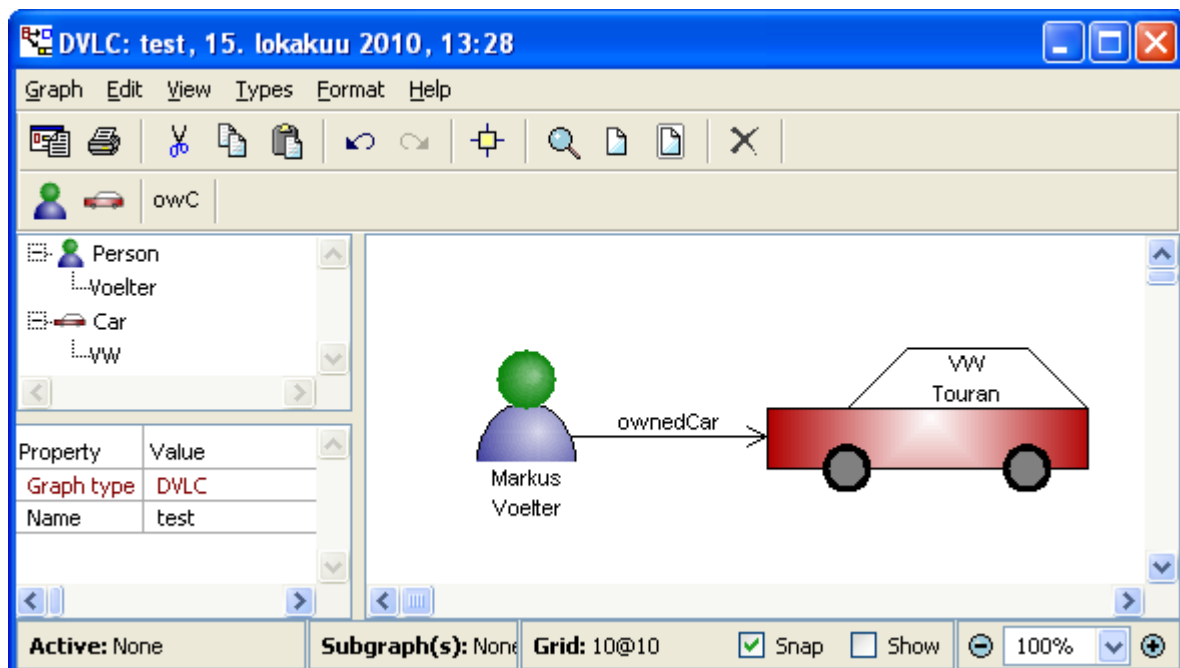 DVLC: test, 15. lokakuu 2010, 13:28
Graph Edit View Types Format Help
owC
Person
Voelter
Car
VW
Property Value
Graph type DVLC
Name test
VW
Touran
ownedCar
Markus
Voelter
Active: None Subgraph(s): None Grid: 10@10 Snap Show 100%